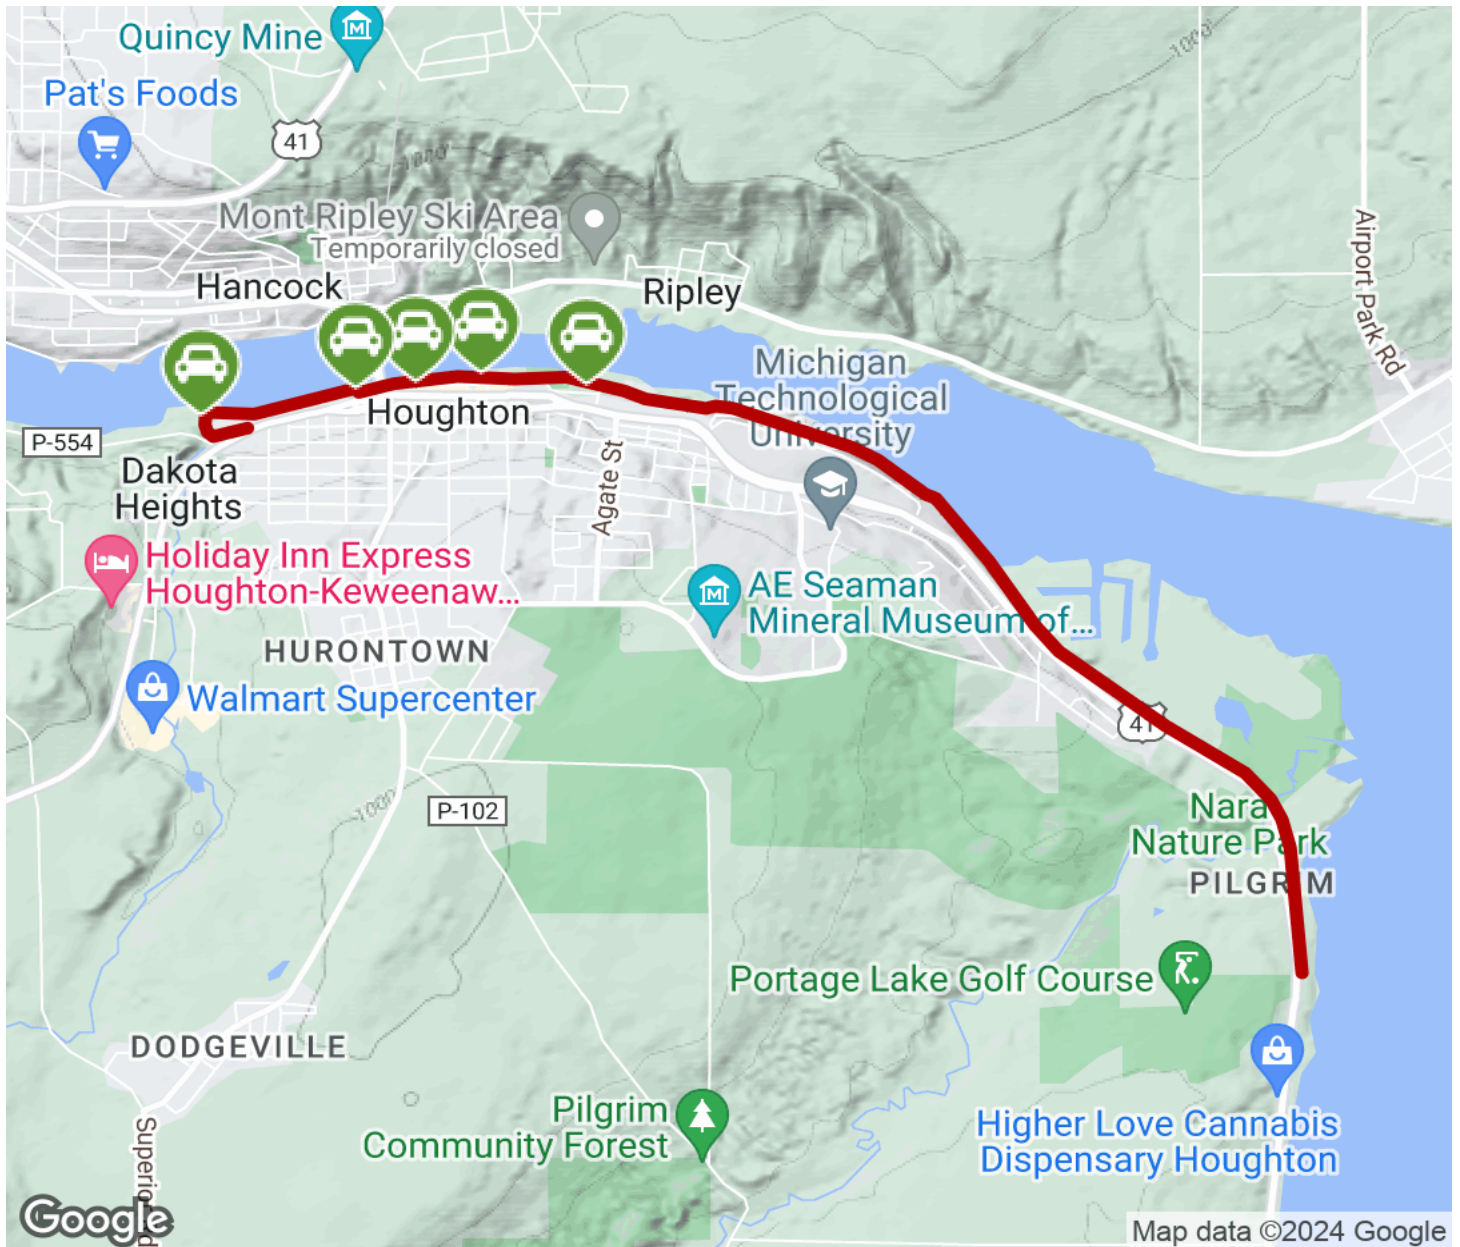 Quincy Mine
Pat's Foods
41
1000
1000
Mont Ripley Ski Area
Temporarily closed
Airport Park Rd
Hancock
Ripley
Michigan
Technological
University
Houghton
P-554
Dakota
Heights
Agate St
Holiday Inn Express
Houghton-Keweenaw...
AE Seaman
Mineral Museum of...
HURONTOWN
Walmart Supercenter
41
1000
P-102
Nara
Nature Park
PILGRIM
Portage Lake Golf Course
DODGEVILLE
Pilgrim
Community Forest
Higher Love Cannabis
Dispensary Houghton
Google
Map data ©2024 Google